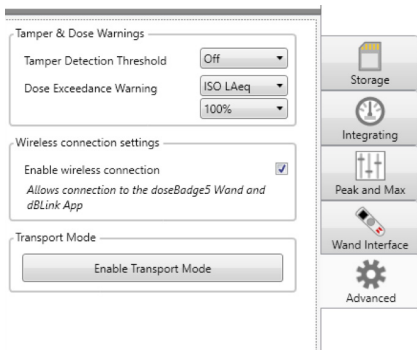 Tamper & Dose Warnings
Tamper Detection Threshold Off
Dose Exceedance Warning ISO LAeq
100%
Wireless connection settings
Enable wireless connection
Allows connection to the doseBadge5 Wand and
dBLink App
Transport Mode
Enable Transport Mode
Storage
Integrating
Peak and Max
Wand Interface
Advanced